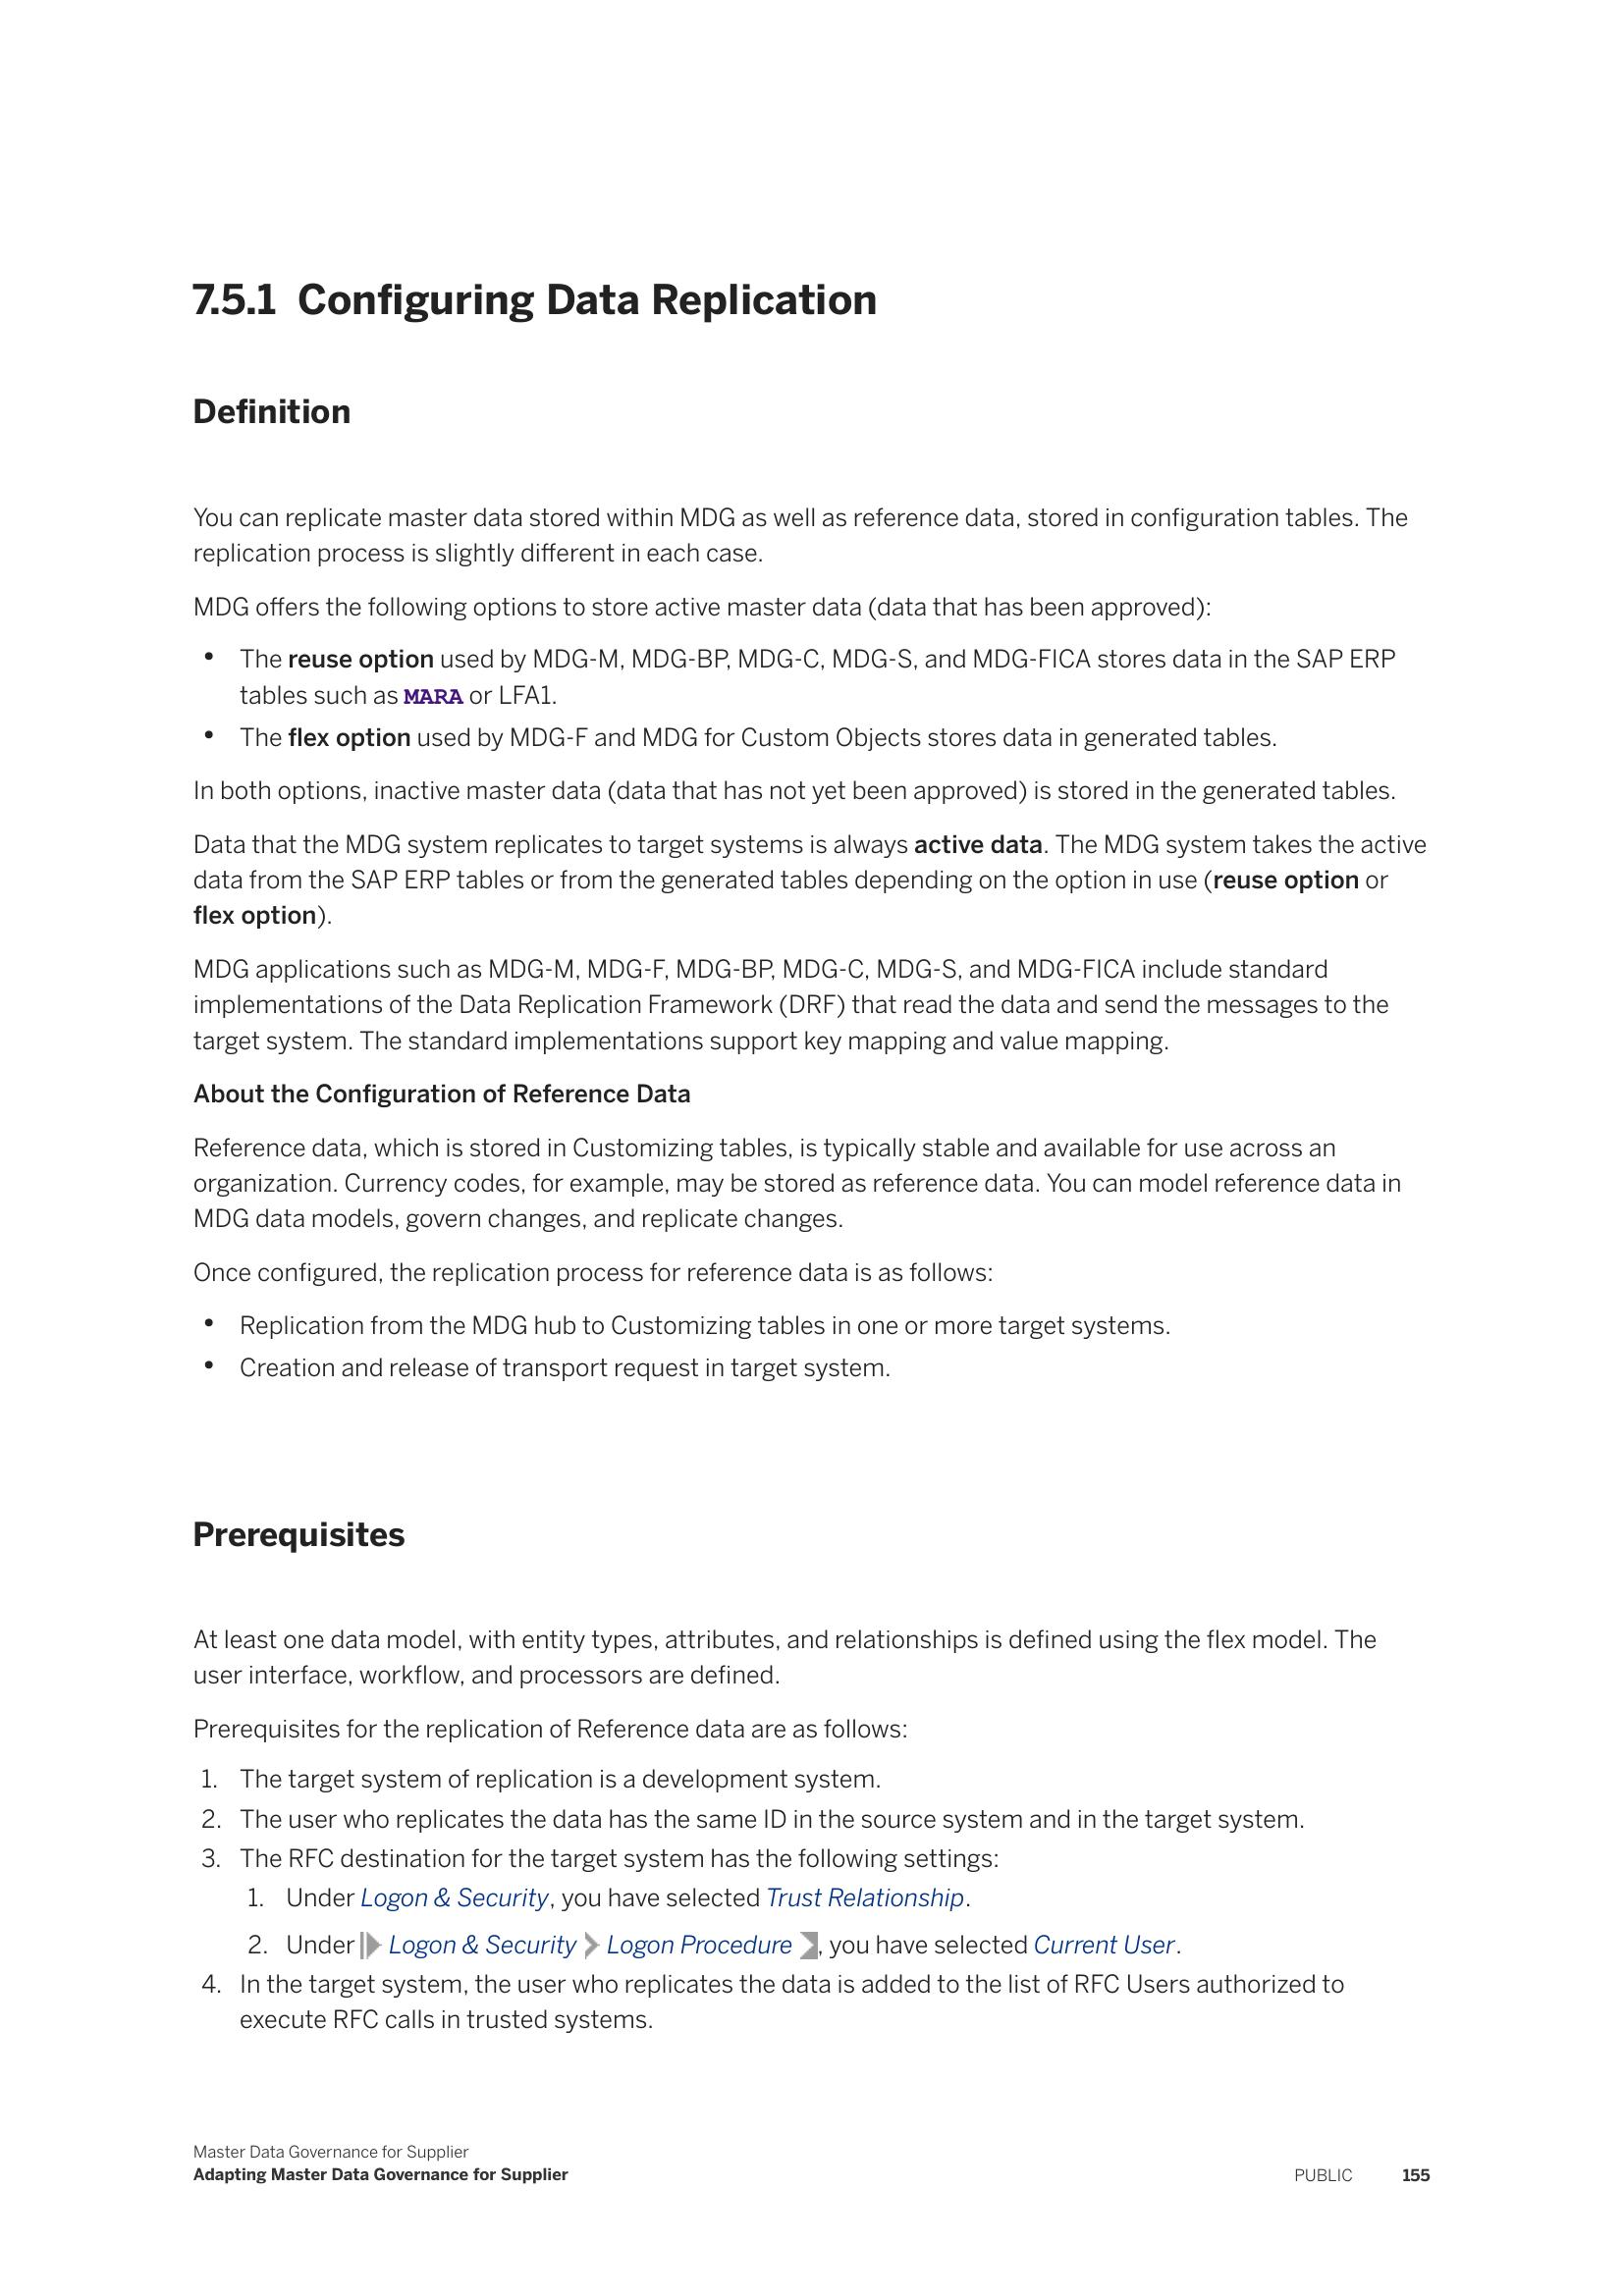 7.5.1 Configuring Data Replication
Definition
You can replicate master data stored within MDG as well as reference data, stored in configuration tables. The
replication process is slightly different in each case.
MDG offers the following options to store active master data (data that has been approved):
• The reuse option used by MDG-M, MDG-BP, MDG-C, MDG-S, and MDG-FICA stores data in the SAP ERP
tables such as MARA or LFA1.
• The flex option used by MDG-F and MDG for Custom Objects stores data in generated tables.
In both options, inactive master data (data that has not yet been approved) is stored in the generated tables.
Data that the MDG system replicates to target systems is always active data. The MDG system takes the active
data from the SAP ERP tables or from the generated tables depending on the option in use (reuse option or
flex option).
MDG applications such as MDG-M, MDG-F, MDG-BP, MDG-C, MDG-S, and MDG-FICA include standard
implementations of the Data Replication Framework (DRF) that read the data and send the messages to the
target system. The standard implementations support key mapping and value mapping.
About the Configuration of Reference Data
Reference data, which is stored in Customizing tables, is typically stable and available for use across an
organization. Currency codes, for example, may be stored as reference data. You can model reference data in
MDG data models, govern changes, and replicate changes.
Once configured, the replication process for reference data is as follows:
• Replication from the MDG hub to Customizing tables in one or more target systems.
• Creation and release of transport request in target system.
Prerequisites
At least one data model, with entity types, attributes, and relationships is defined using the flex model. The
user interface, workflow, and processors are defined.
Prerequisites for the replication of Reference data are as follows:
1. The target system of replication is a development system.
2. The user who replicates the data has the same ID in the source system and in the target system.
3. The RFC destination for the target system has the following settings:
1. Under Logon & Security, you have selected Trust Relationship.
2. Under Logon & Security Logon Procedure , you have selected Current User.
4. In the target system, the user who replicates the data is added to the list of RFC Users authorized to
execute RFC calls in trusted systems.
Master Data Governance for Supplier
Adapting Master Data Governance for Supplier
PUBLIC 155